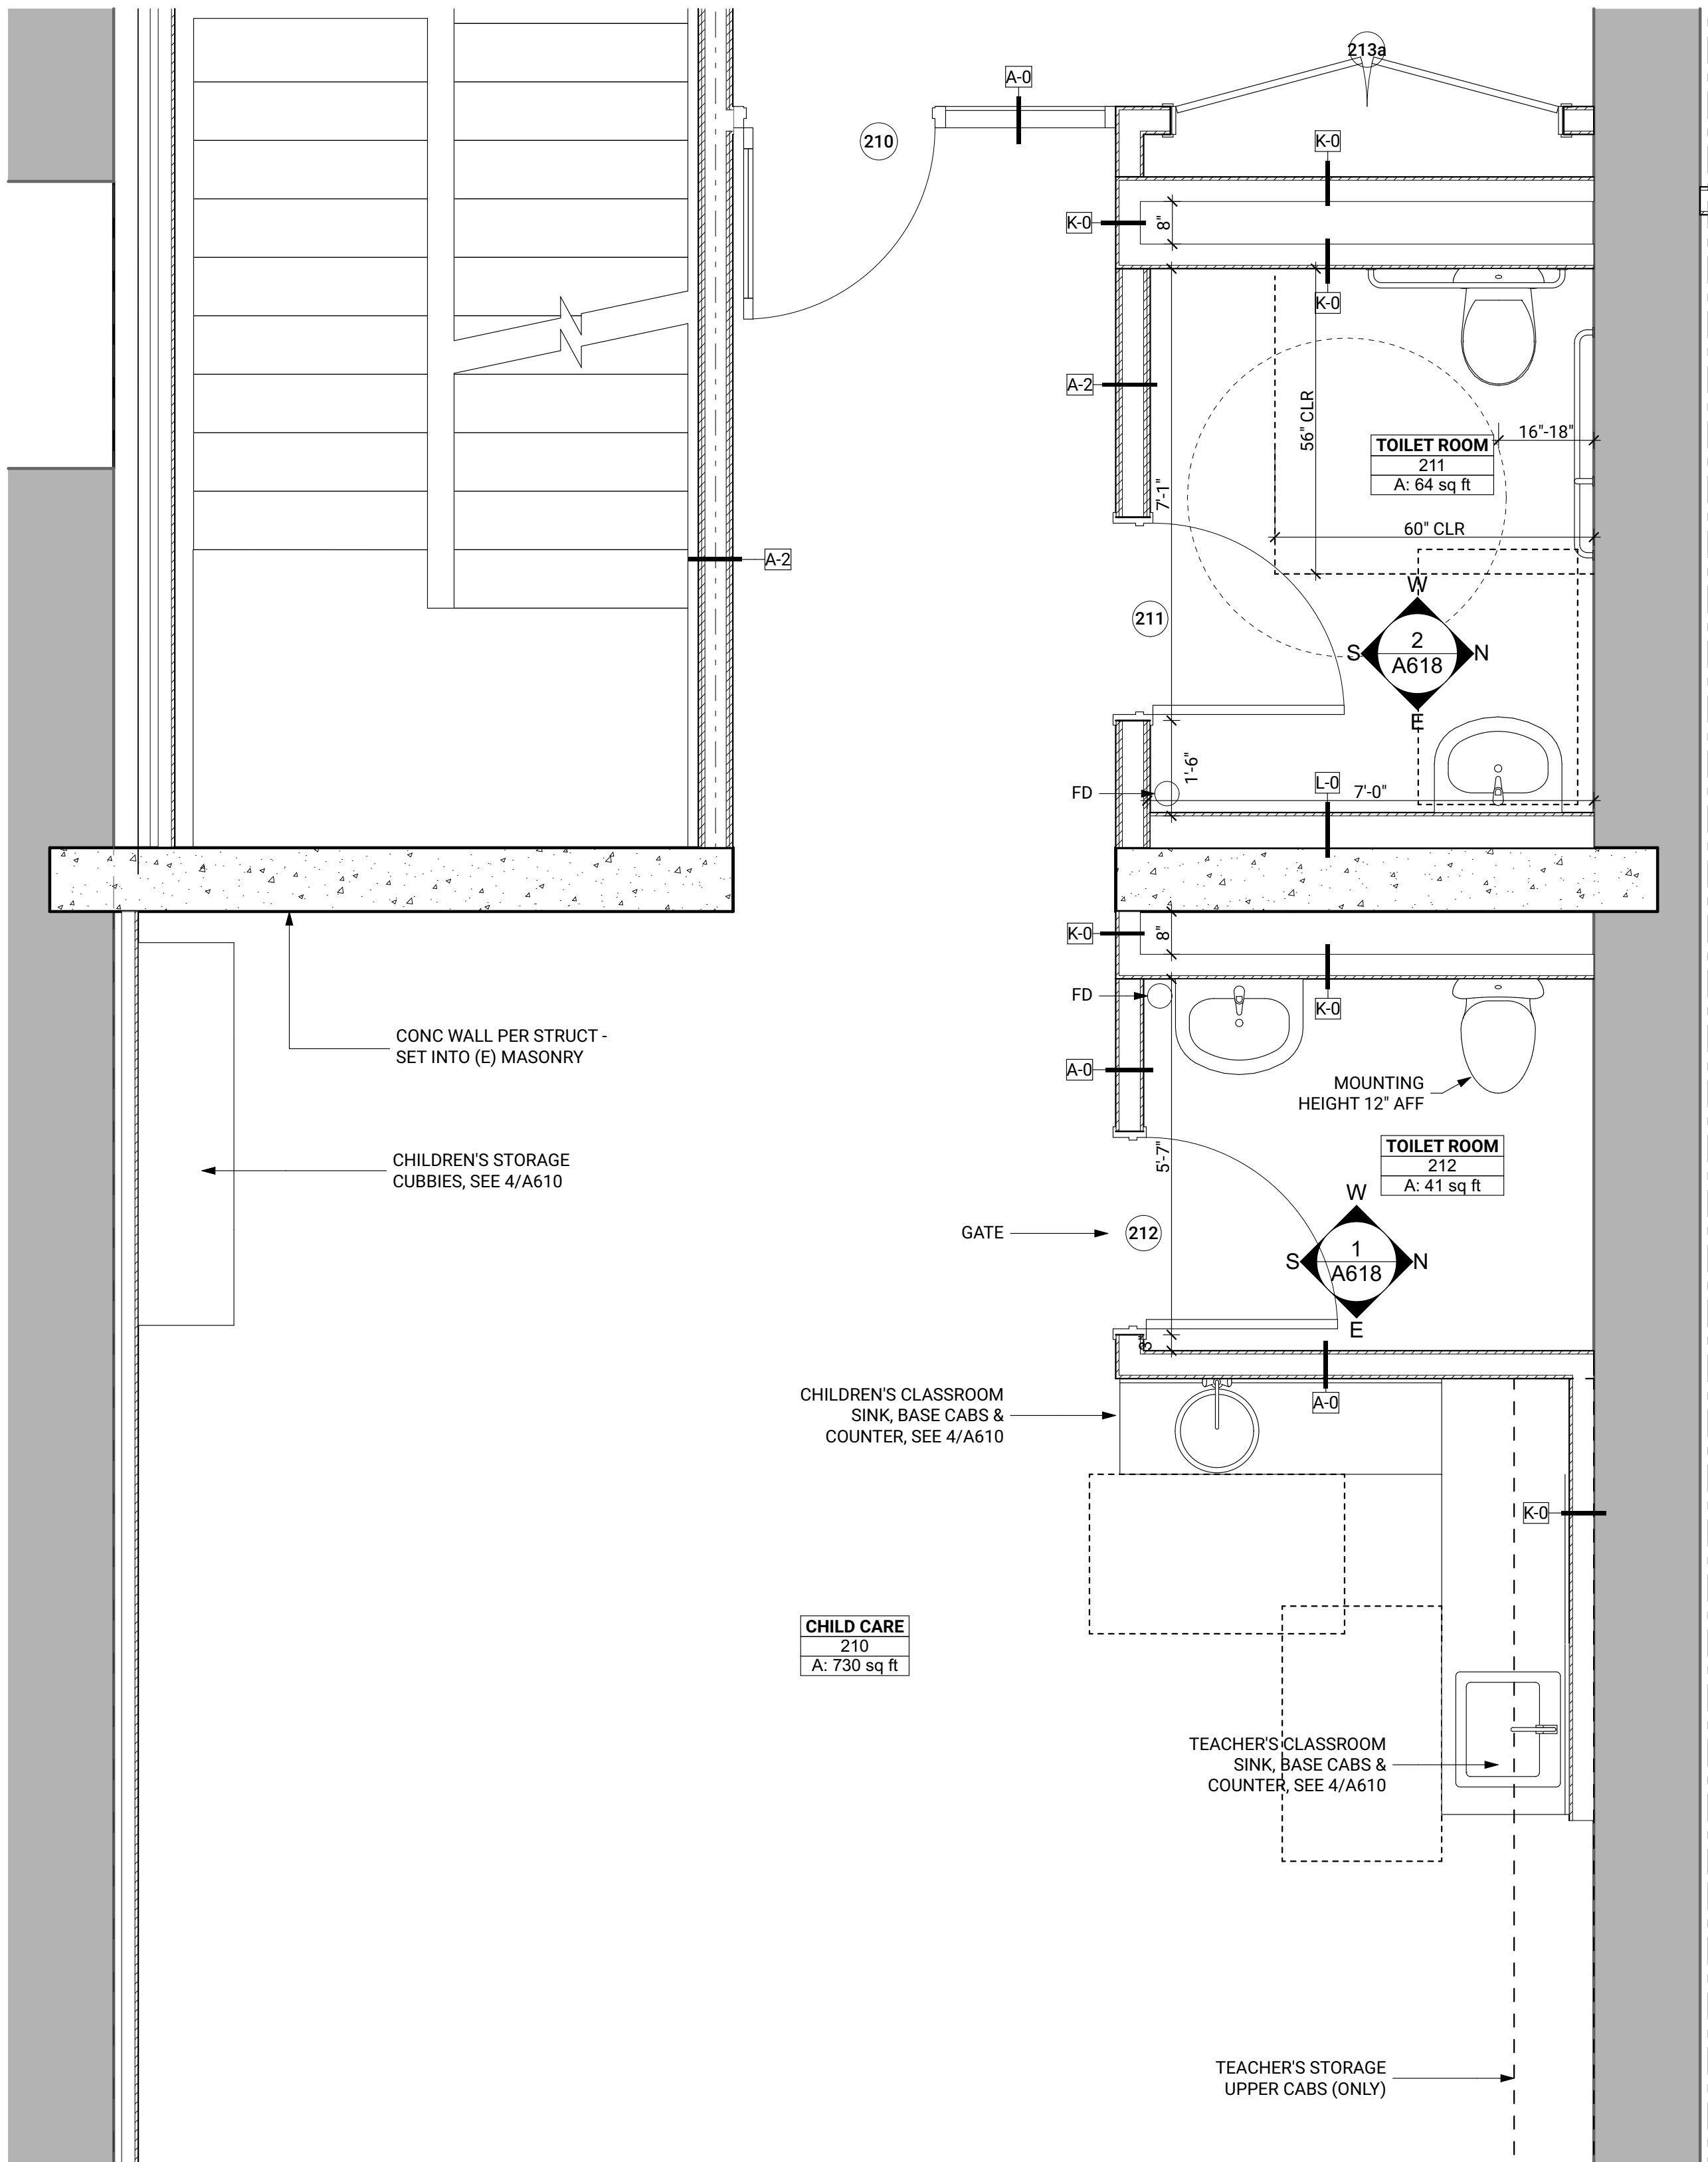 213a
A-0
210
K-0
K-0
8"
K-0
A-2
56" CLR
16"-18"
TOILET ROOM
211
A: 64 sq ft
7'-1"
60" CLR
A-2
W
211
2
S
N
A618
E
1'-6"
L-0
FD
7'-0"
K-0
8"
FD
K-0
CONC WALL PER STRUCT -
SET INTO (E) MASONRY
A-0
MOUNTING
HEIGHT 12" AFF
TOILET ROOM
212
A: 41 sq ft
5'-7"
CHILDREN'S STORAGE
CUBBIES, SEE 4/A610
W
GATE
212
1
S
N
A618
E
3"
CHILDREN'S CLASSROOM
SINK, BASE CABS &
COUNTER, SEE 4/A610
A-0
K-0
CHILD CARE
210
A: 730 sq ft
TEACHER'S CLASSROOM
SINK, BASE CABS &
COUNTER, SEE 4/A610
TEACHER'S STORAGE
UPPER CABS (ONLY)